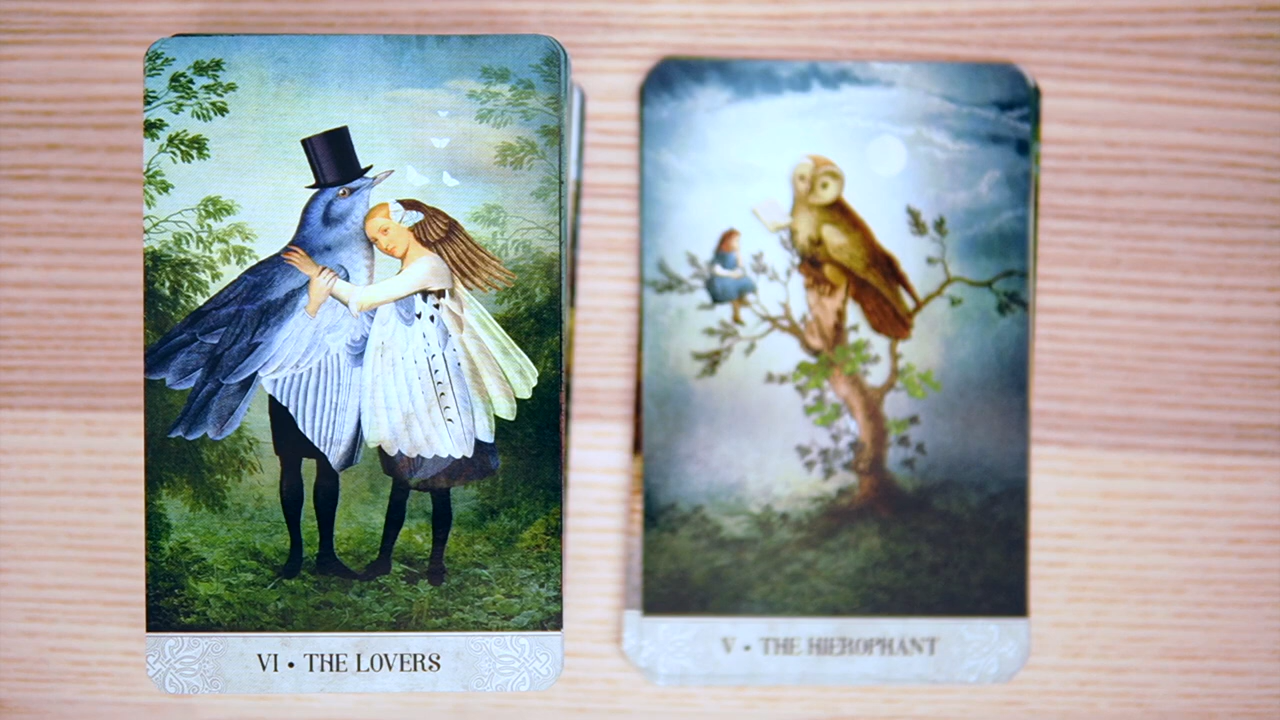 VI • THE LOVERS
V • THE HIEROPHANT